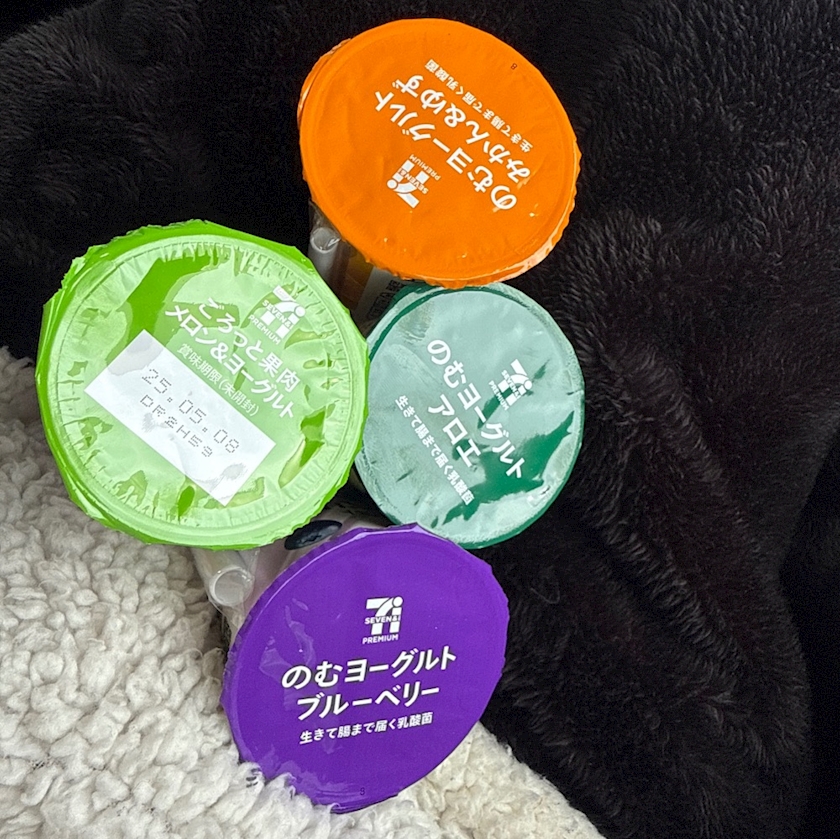 SEVEN&i
PREMIUM
のむヨーグルト
みかん&ゆず
生きて腸まで届く乳酸菌
SEVEN&i
PREMIUM
ごろっと果肉
メロン&ヨーグルト
賞味期限(未開封)
25.05.08
SEVEN&i
PREMIUM
のむヨーグルト
アロエ
生きて腸まで届く乳酸菌
SEVEN&i
PREMIUM
のむヨーグルト
ブルーベリー
生きて腸まで届く乳酸菌